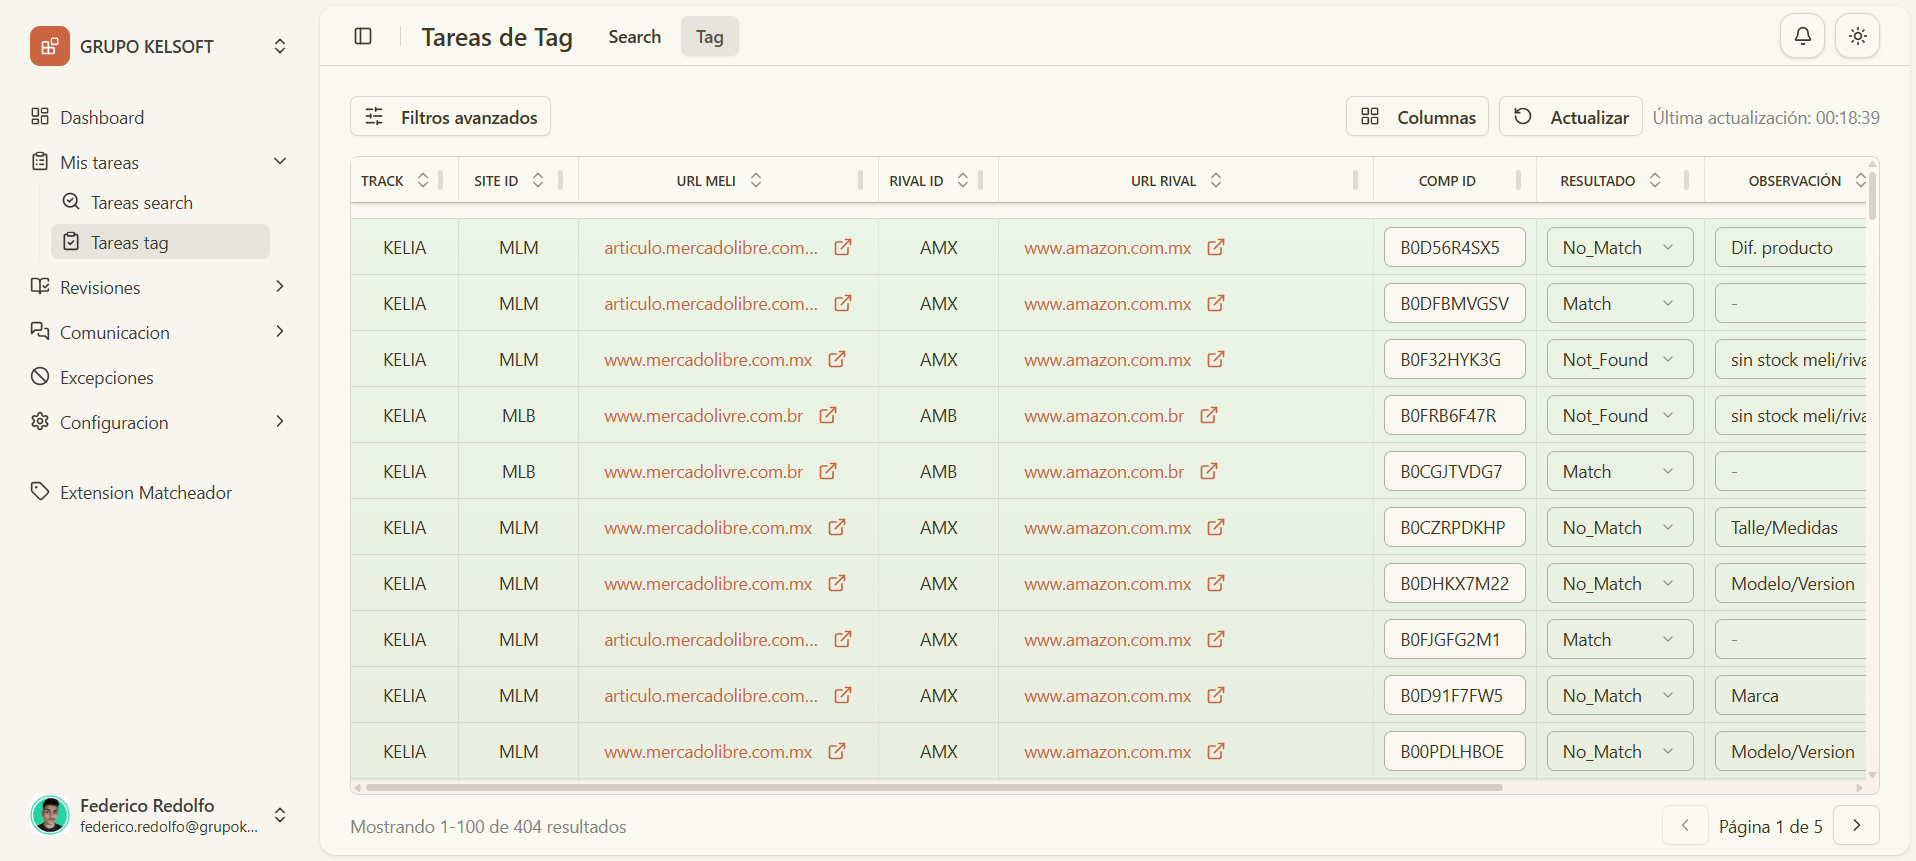 GRUPO KELSOFT
Dashboard
Mis tareas
Tareas search
Tareas tag
Revisiones
Comunicacion
Excepciones
Configuracion
Extension Matcheador
Federico Redolfo
federico.redolfo@grupok...
Tareas de Tag Search Tag
Filtros avanzados Columnas Actualizar Última actualización: 00:18:39
TRACK SITE ID URL MELI RIVAL ID URL RIVAL COMP ID RESULTADO OBSERVACIÓN
KELIA MLM articulo.mercadolibre.com... AMX www.amazon.com.mx B0D56R4SX5 No_Match Dif. producto
KELIA MLM articulo.mercadolibre.com... AMX www.amazon.com.mx B0DFBMVGSV Match -
KELIA MLM www.mercadolibre.com.mx AMX www.amazon.com.mx B0F32HYK3G Not_Found sin stock meli/riva
KELIA MLB www.mercadolivre.com.br AMB www.amazon.com.br B0FRB6F47R Not_Found sin stock meli/riva
KELIA MLB www.mercadolivre.com.br AMB www.amazon.com.br B0CGJTVDG7 Match -
KELIA MLM www.mercadolibre.com.mx AMX www.amazon.com.mx B0CZRPDKHP No_Match Talle/Medidas
KELIA MLM www.mercadolibre.com.mx AMX www.amazon.com.mx B0DHKX7M22 No_Match Modelo/Version
KELIA MLM articulo.mercadolibre.com... AMX www.amazon.com.mx B0FJGFG2M1 Match -
KELIA MLM articulo.mercadolibre.com... AMX www.amazon.com.mx B0D91F7FW5 No_Match Marca
KELIA MLM www.mercadolibre.com.mx AMX www.amazon.com.mx B00PDLHBOE No_Match Modelo/Version
Mostrando 1-100 de 404 resultados Página 1 de 5